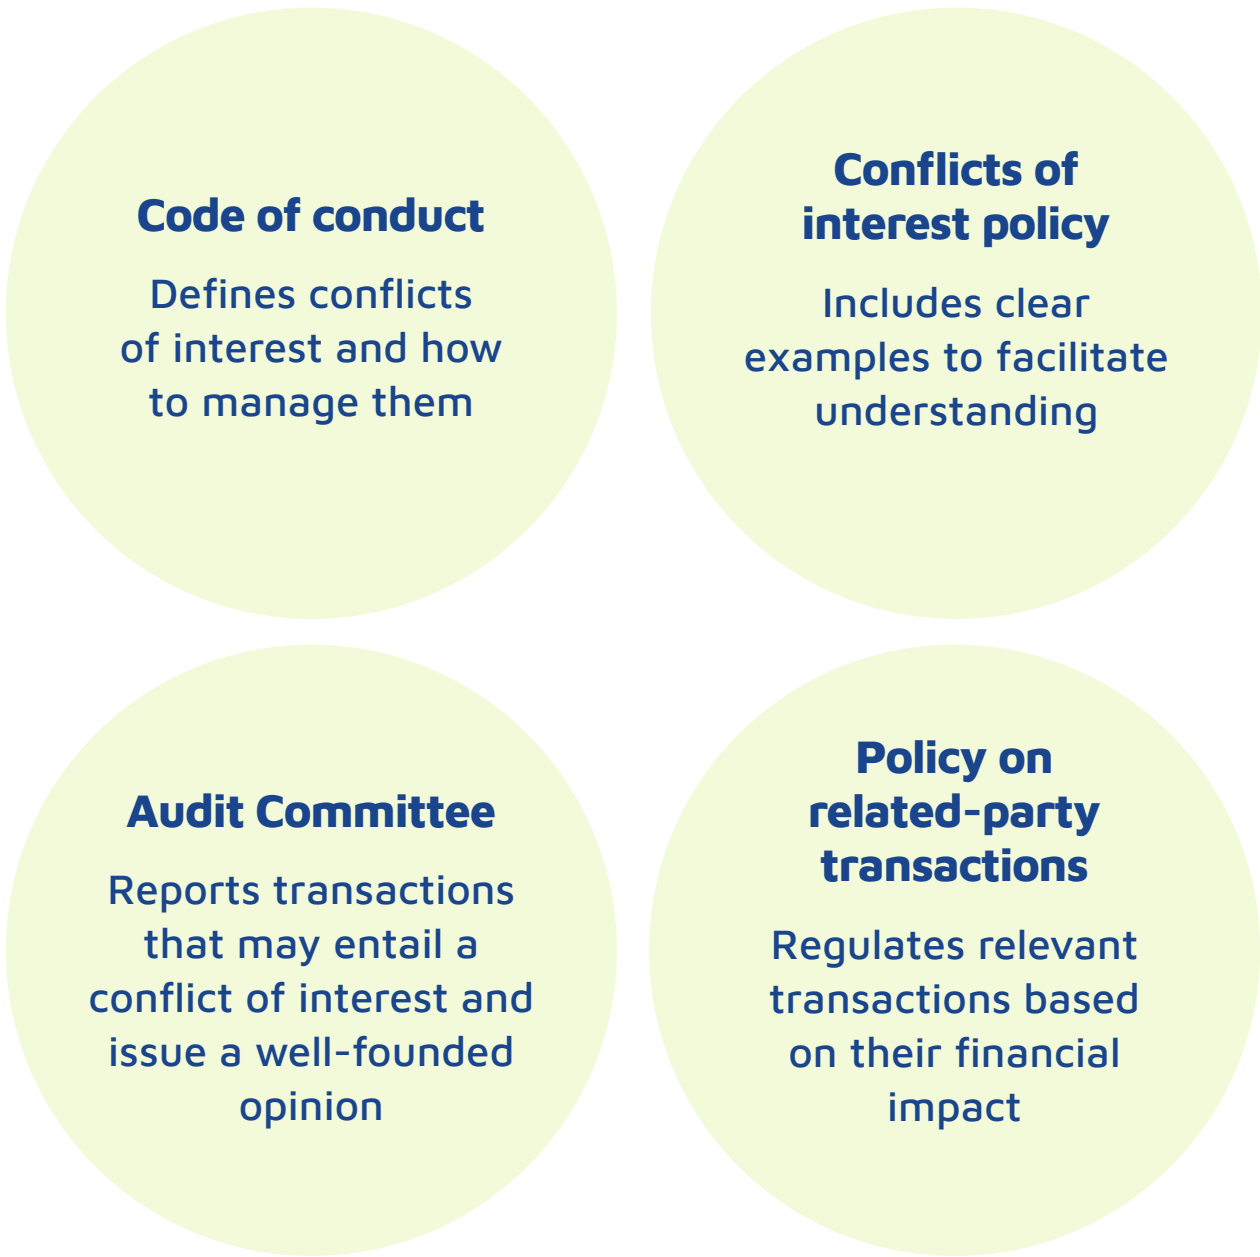 Code of conduct
Defines conflicts
of interest and how
to manage them
Conflicts of
interest policy
Includes clear
examples to facilitate
understanding
Audit Committee
Reports transactions
that may entail a
conflict of interest and
issue a well-founded
opinion
Policy on
related-party
transactions
Regulates relevant
transactions based
on their financial
impact